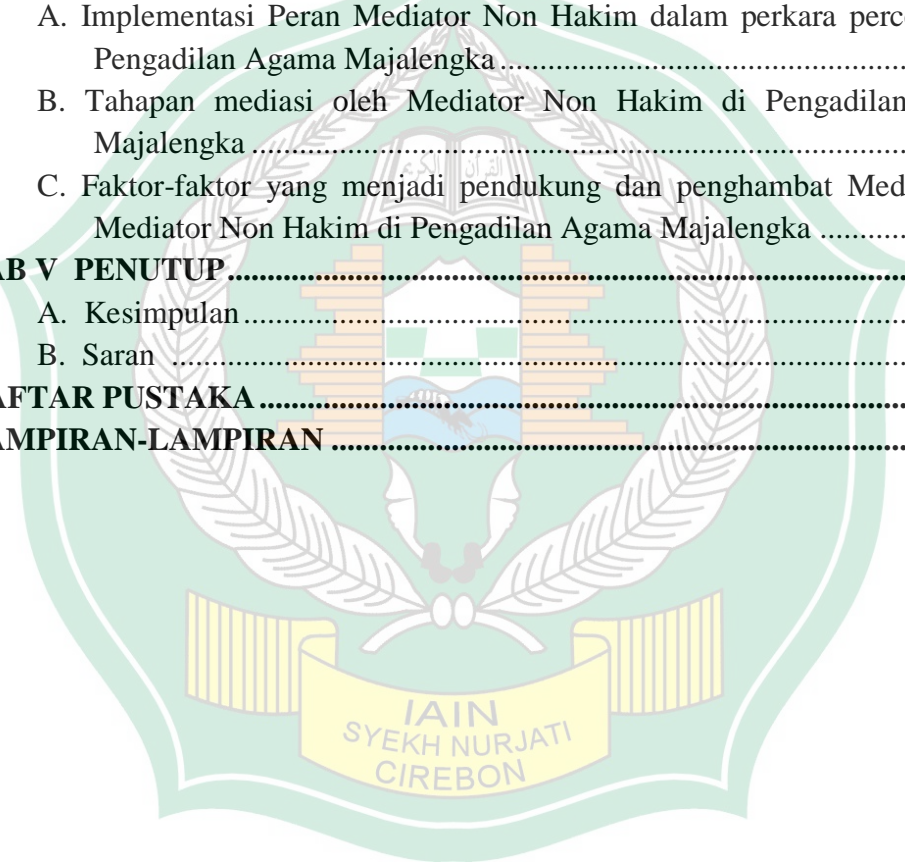 A. Implementasi Peran Mediator Non Hakim dalam perkara perc
Pengadilan Agama Majalengka ..............................................
B. Tahapan mediasi oleh Mediator Non Hakim di Pengadilan
Majalengka ..............................................
C. Faktor-faktor yang menjadi pendukung dan penghambat Med
Mediator Non Hakim di Pengadilan Agama Majalengka ...........
AB V PENUTUP..............................................
A. Kesimpulan ..............................................
B. Saran ..............................................
AFTAR PUSTAKA ..............................................
AMPIRAN-LAMPIRAN ..............................................
القرآن الكريم
IAIN
SYEKH NURJATI
CIREBON